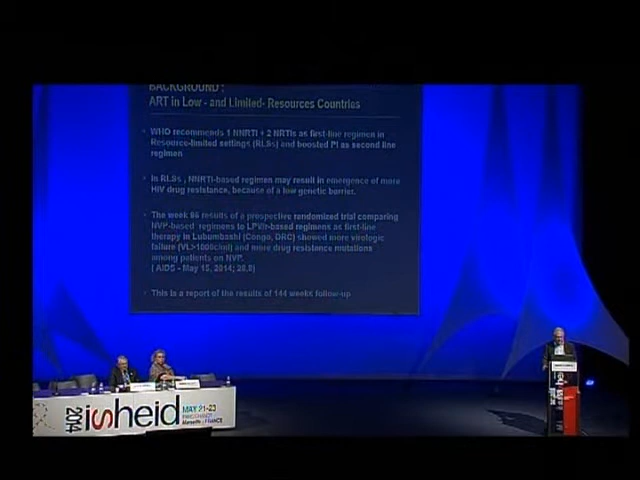 BACKGROUND :
ART in Low - and Limited- Resources Countries
WHO recommends 1 NNRTI + 2 NRTIs as first-line regimen in
Resource-limited settings (RLSs) and boosted PI as second line
regimen
In RLSs , NNRTI-based regimen may result in emergence of more
HIV drug resistance, because of a low genetic barrier.
The week 96 results of a prospective randomized trial comparing
NVP-based regimens to LPV/r-based regimens as first-line
therapy in Lubumbashi (Congo, DRC) showed more virologic
failure (VL>1000c/ml) and more drug resistance mutations
among patients on NVP.
( AIDS - May 15, 2014; 28,8)
This is a report of the results of 144 weeks follow-up
2014
isheid
MAY 21-23
Marseille - FRANCE